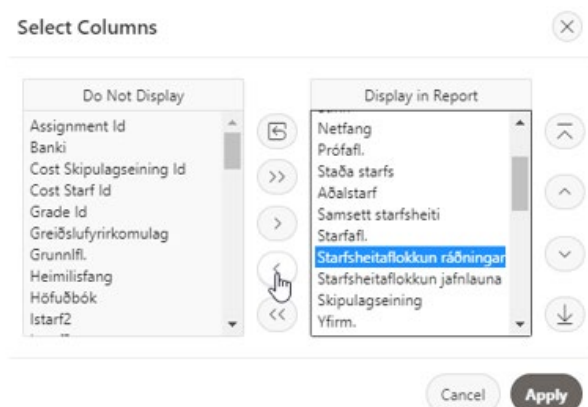 Select Columns
Do Not Display
Assignment Id
Banki
Cost Skipulagseining Id
Cost Starf Id
Grade Id
Greiðslufyrirkomulag
Grunnlfl.
Heimilisfang
Höfuðbók
Istarf2
Display in Report
Netfang
Prófafl.
Staða starfs
Aðalstarf
Samsett starfsheiti
Starfafl.
Starfsheitaflokkun ráðningar
Starfsheitaflokkun jafnlauna
Skipulagseining
Yfirm.
Cancel
Apply